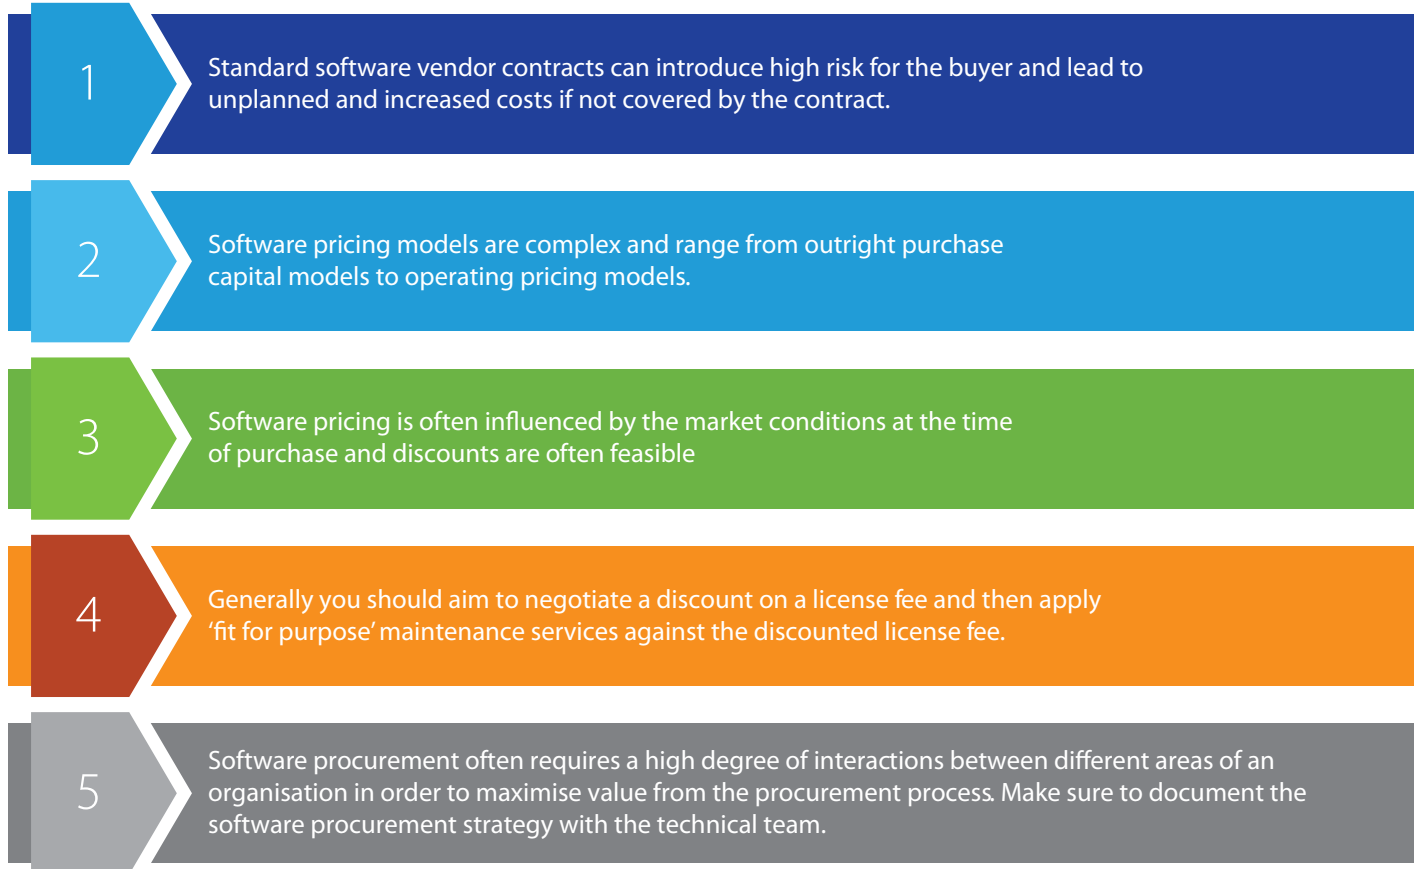 1
Standard software vendor contracts can introduce high risk for the buyer and lead to
unplanned and increased costs if not covered by the contract.
2
Software pricing models are complex and range from outright purchase
capital models to operating pricing models.
3
Software pricing is often influenced by the market conditions at the time
of purchase and discounts are often feasible
4
Generally you should aim to negotiate a discount on a license fee and then apply
‘fit for purpose’ maintenance services against the discounted license fee.
5
Software procurement often requires a high degree of interactions between different areas of an
organisation in order to maximise value from the procurement process. Make sure to document the
software procurement strategy with the technical team.